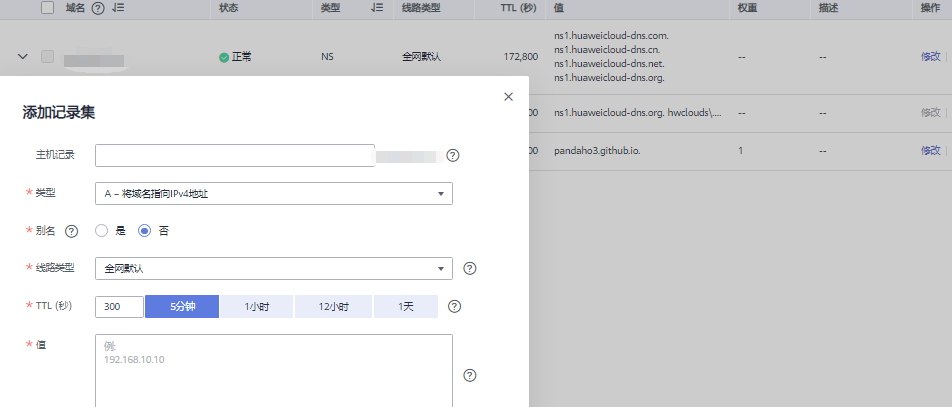 域名 状态 类型 线路类型 TTL (秒) 值 权重 描述 操作
正常 NS 全网默认 172,800 ns1.huaweicloud-dns.com. -- -- 修改
ns1.huaweicloud-dns.cn.
ns1.huaweicloud-dns.net.
ns1.huaweicloud-dns.org.
00 ns1.huaweicloud-dns.org. hwclouds\.... -- -- 修改
00 pandaho3.github.io. 1 -- 修改
添加记录集
主机记录
* 类型 A – 将域名指向IPv4地址
* 别名 是 否
* 线路类型 全网默认
* TTL (秒) 300 5分钟 1小时 12小时 1天
* 值 例:
192.168.10.10